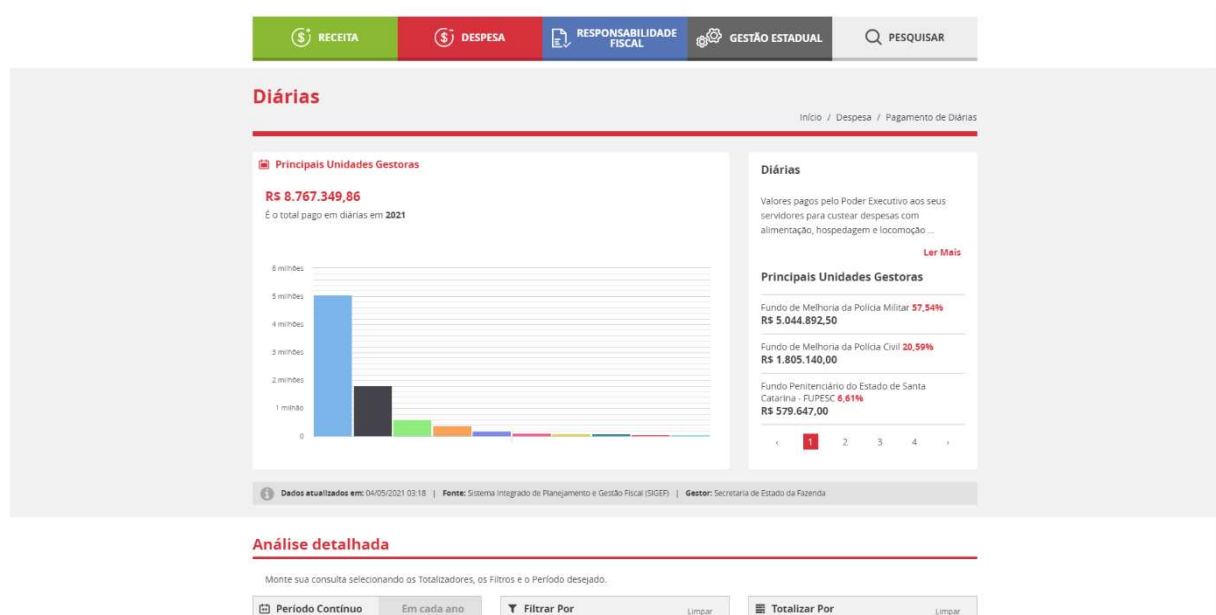 RECEITA
DESPESA
RESPONSABILIDADE
FISCAL
GESTÃO ESTADUAL
PESQUISAR
Diárias
Início / Despesa / Pagamento de Diárias
Principais Unidades Gestoras
R$ 8.767.349,86
É o total pago em diárias em 2021
6 milhões
5 milhões
4 milhões
3 milhões
2 milhões
1 milhão
0
Diárias
Valores pagos pelo Poder Executivo aos seus
servidores para custear despesas com
alimentação, hospedagem e locomoção ...
Ler Mais
Principais Unidades Gestoras
Fundo de Melhoria da Polícia Militar 57,54%
R$ 5.044.892,50
Fundo de Melhoria da Polícia Civil 20,59%
R$ 1.805.140,00
Fundo Penitenciário do Estado de Santa
Catarina - FUPESC 6,61%
R$ 579.647,00
‹ 1 2 3 4 ›
Dados atualizados em: 04/05/2021 03:18 | Fonte: Sistema Integrado de Planejamento e Gestão Fiscal (SIGEF) | Gestor: Secretaria de Estado da Fazenda
Análise detalhada
Monte sua consulta selecionando os Totalizadores, os Filtros e o Período desejado.
Período Contínuo
Em cada ano
Filtrar Por
Limpar
Totalizar Por
Limpar